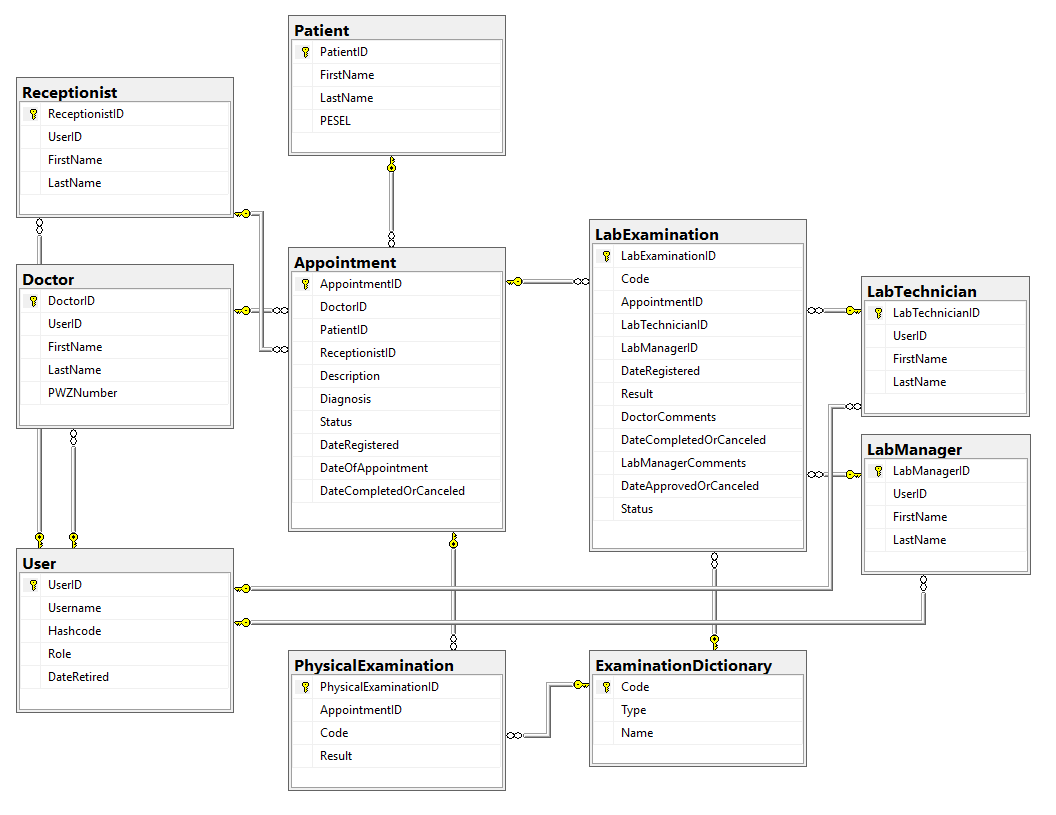 Patient
PatientID
FirstName
LastName
PESEL
Receptionist
ReceptionistID
UserID
FirstName
LastName
Doctor
DoctorID
UserID
FirstName
LastName
PWZNumber
Appointment
AppointmentID
DoctorID
PatientID
ReceptionistID
Description
Diagnosis
Status
DateRegistered
DateOfAppointment
DateCompletedOrCanceled
LabExamination
LabExaminationID
Code
AppointmentID
LabTechnicianID
LabManagerID
DateRegistered
Result
DoctorComments
DateCompletedOrCanceled
LabManagerComments
DateApprovedOrCanceled
Status
LabTechnician
LabTechnicianID
UserID
FirstName
LastName
LabManager
LabManagerID
UserID
FirstName
LastName
User
UserID
Username
Hashcode
Role
DateRetired
PhysicalExamination
PhysicalExaminationID
AppointmentID
Code
Result
ExaminationDictionary
Code
Type
Name